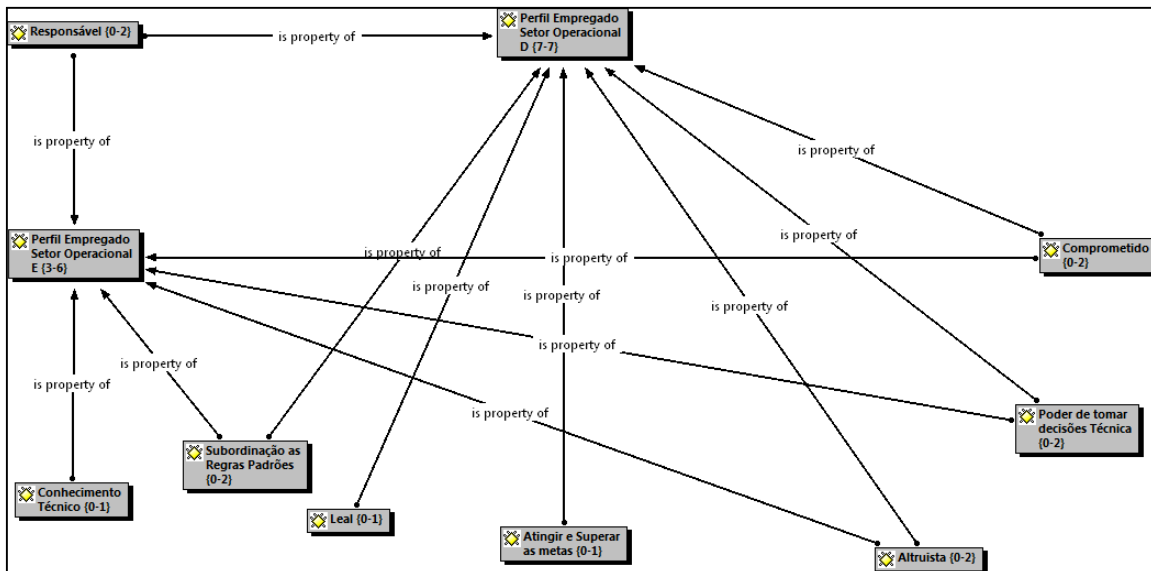 Responsável {0-2}
is property of
Perfil Empregado
Setor Operacional
D {7-7}
is property of
is property of
Perfil Empregado
Setor Operacional
E {3-6}
is property of
is property of
is property of
Comprometido
{0-2}
is property of
is property of
is property of
is property of
is property of
is property of
is property of
is property of
Poder de tomar
decisões Técnica
{0-2}
Subordinação as
Regras Padrões
{0-2}
Conhecimento
Técnico {0-1}
Leal {0-1}
Atingir e Superar
as metas {0-1}
Altruista {0-2}